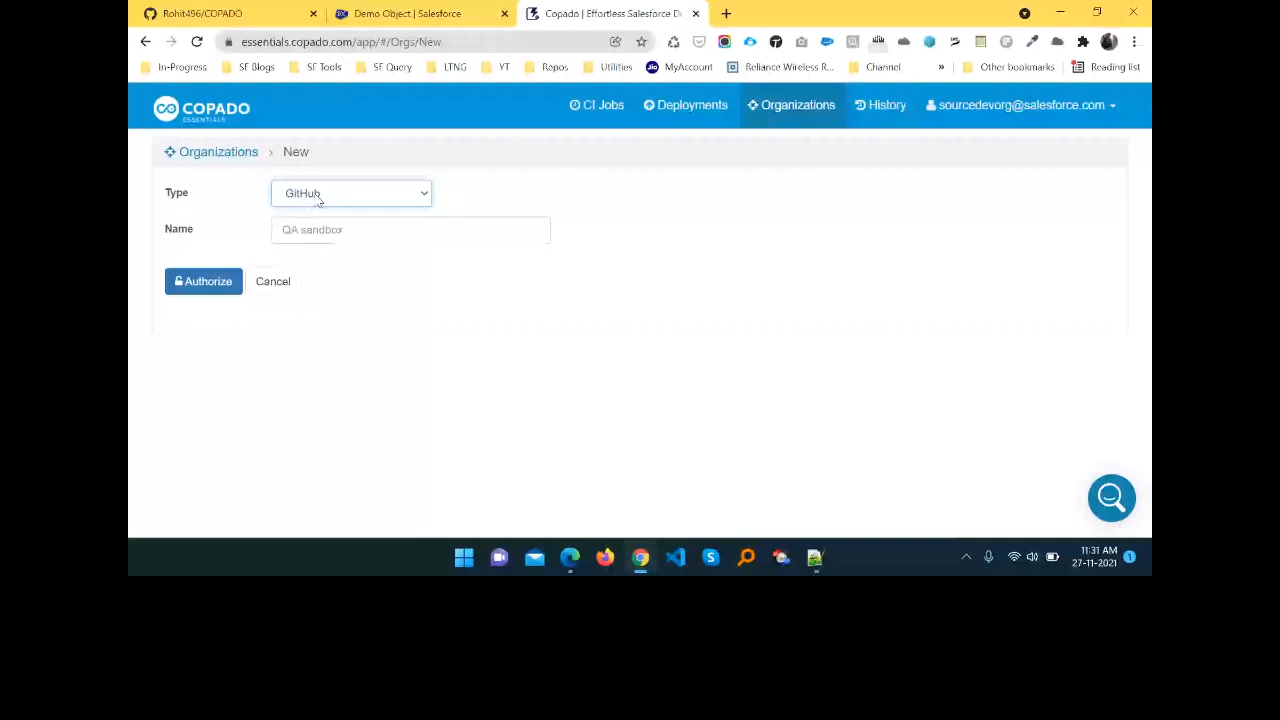 Rohit496/COPADO
Demo Object | Salesforce
Copado | Effortless Salesforce De
essentials.copado.com/app/#/Orgs/New
In-Progress
SF Blogs
SF Tools
SF Query
LTNG
YT
Repos
Utilities
Jio
MyAccount
Reliance Wireless R...
Channel
»
Other bookmarks
Reading list
COPADO
ESSENTIALS
CI Jobs
Deployments
Organizations
History
sourcedevorg@salesforce.com
Organizations > New
Type
GitHub
Name
QA sandbox
Authorize
Cancel
11:31 AM
27-11-2021
1